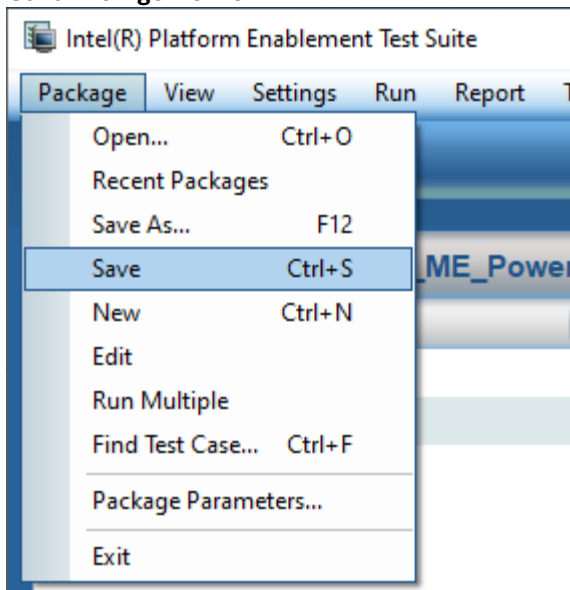 Intel(R) Platform Enablement Test Suite
Package View Settings Run Report
Open... Ctrl+O
Recent Packages
Save As... F12
Save Ctrl+S
_ME_Power
New Ctrl+N
Edit
Run Multiple
Find Test Case... Ctrl+F
Package Parameters...
Exit